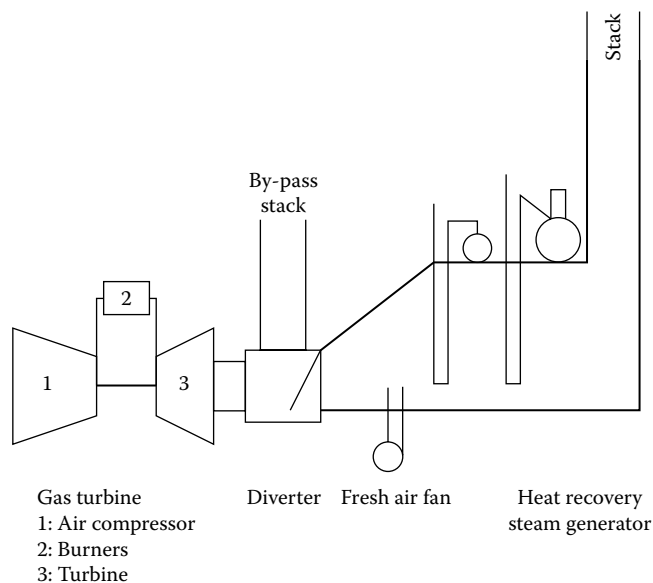 Stack
By-pass
stack
2
1
3
Gas turbine
1: Air compressor
2: Burners
3: Turbine
Diverter
Fresh air fan
Heat recovery
steam generator